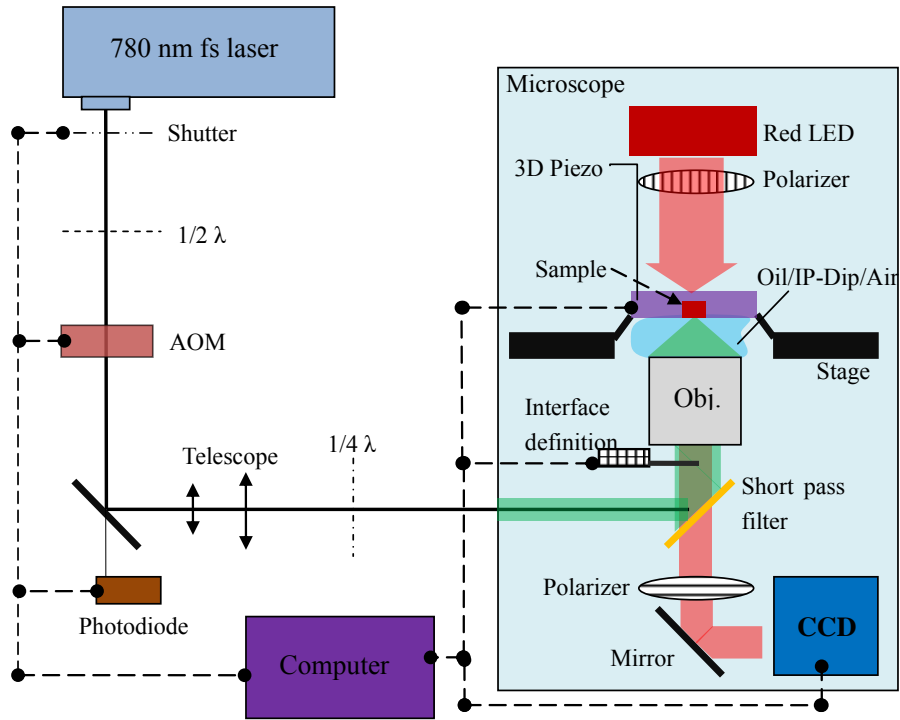 780 nm fs laser
Shutter
1/2 λ
AOM
Telescope
1/4 λ
Photodiode
Computer
Microscope
Red LED
3D Piezo
Polarizer
Sample
Oil/IP-Dip/Air
Stage
Obj.
Interface
definition
Short pass
filter
Polarizer
Mirror
CCD